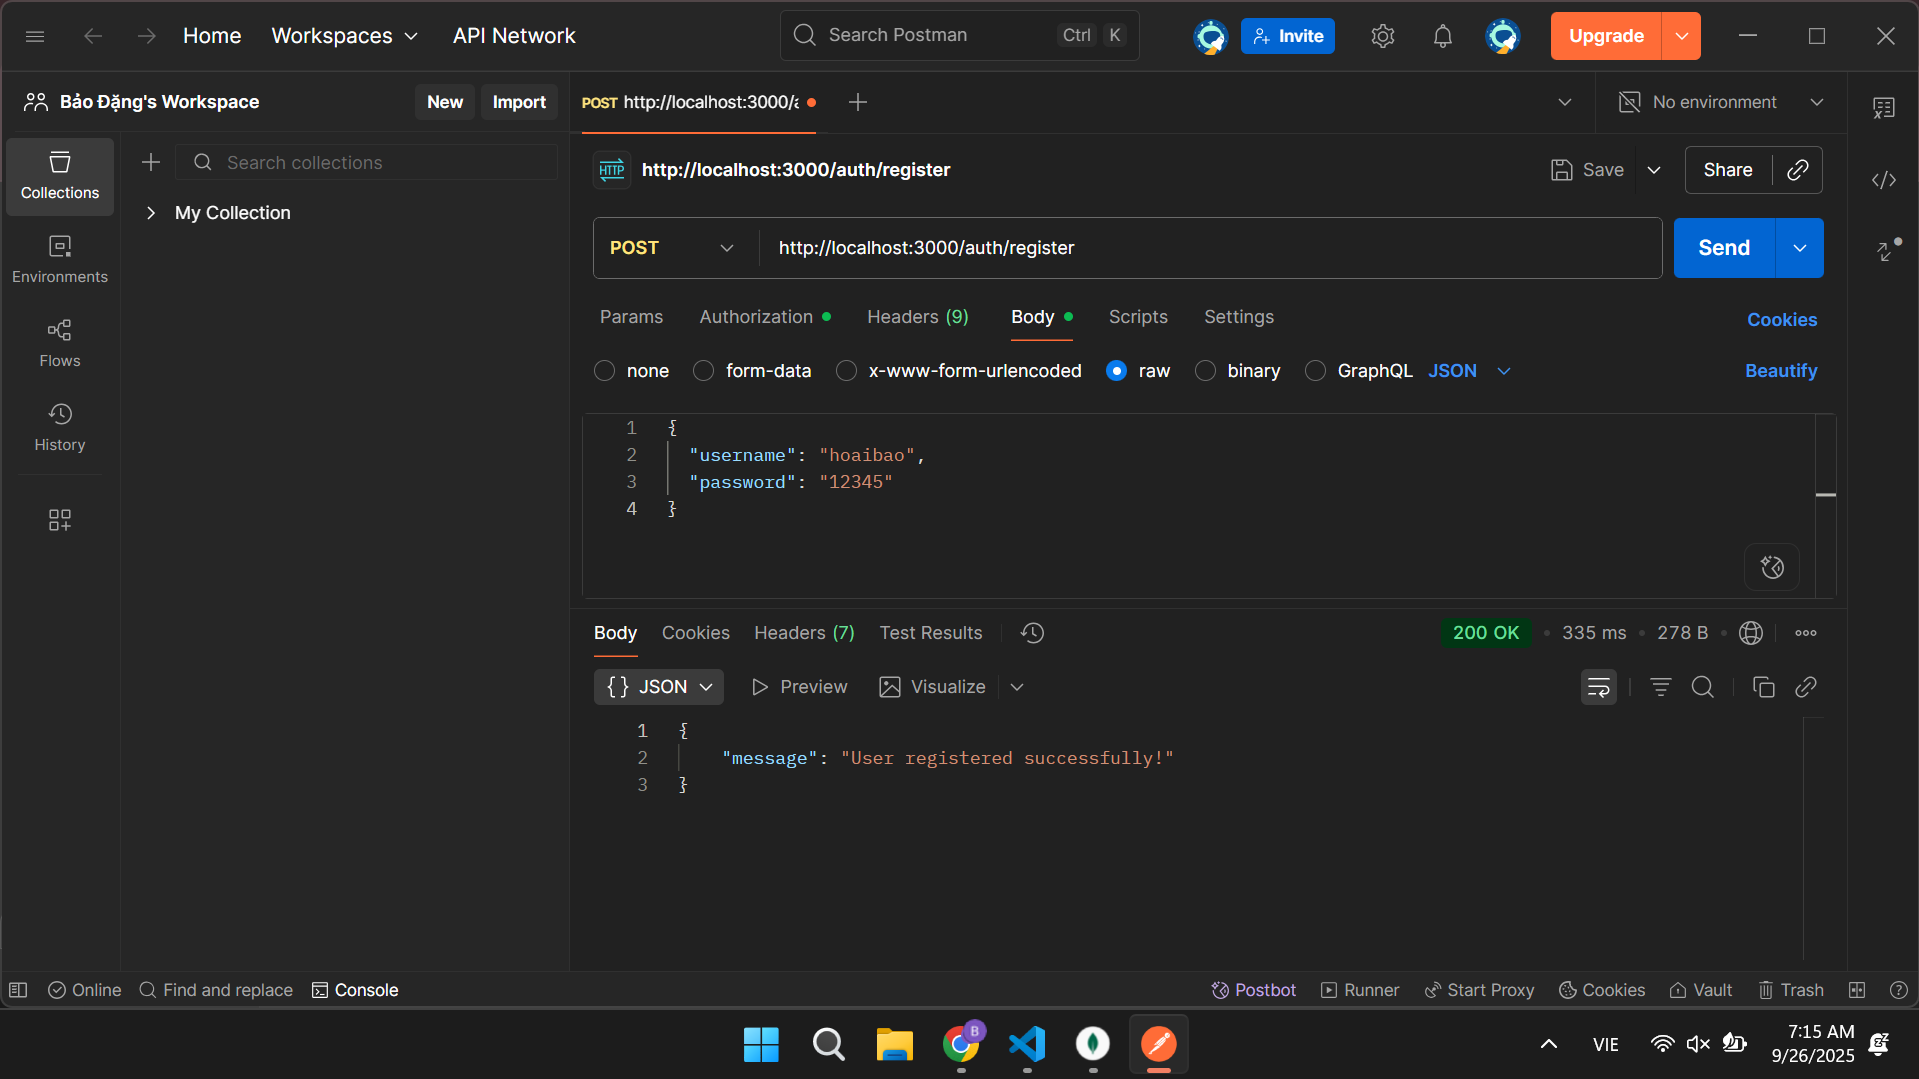 Home Workspaces API Network Search Postman Ctrl K Invite Upgrade
Bảo Đặng's Workspace New Import POST http://localhost:3000/a No environment
Collections
Search collections
My Collection
Environments
Flows
History
HTTP http://localhost:3000/auth/register Save Share
POST http://localhost:3000/auth/register Send
Params Authorization Headers (9) Body Scripts Settings Cookies
none form-data x-www-form-urlencoded raw binary GraphQL JSON Beautify
1 {
2 "username": "hoaibao",
3 "password": "12345"
4 }
Body Cookies Headers (7) Test Results 200 OK 335 ms 278 B
{} JSON Preview Visualize
1 {
2 "message": "User registered successfully!"
3 }
Online Find and replace Console Postbot Runner Start Proxy Cookies Vault Trash
B
VIE 7:15 AM
9/26/2025